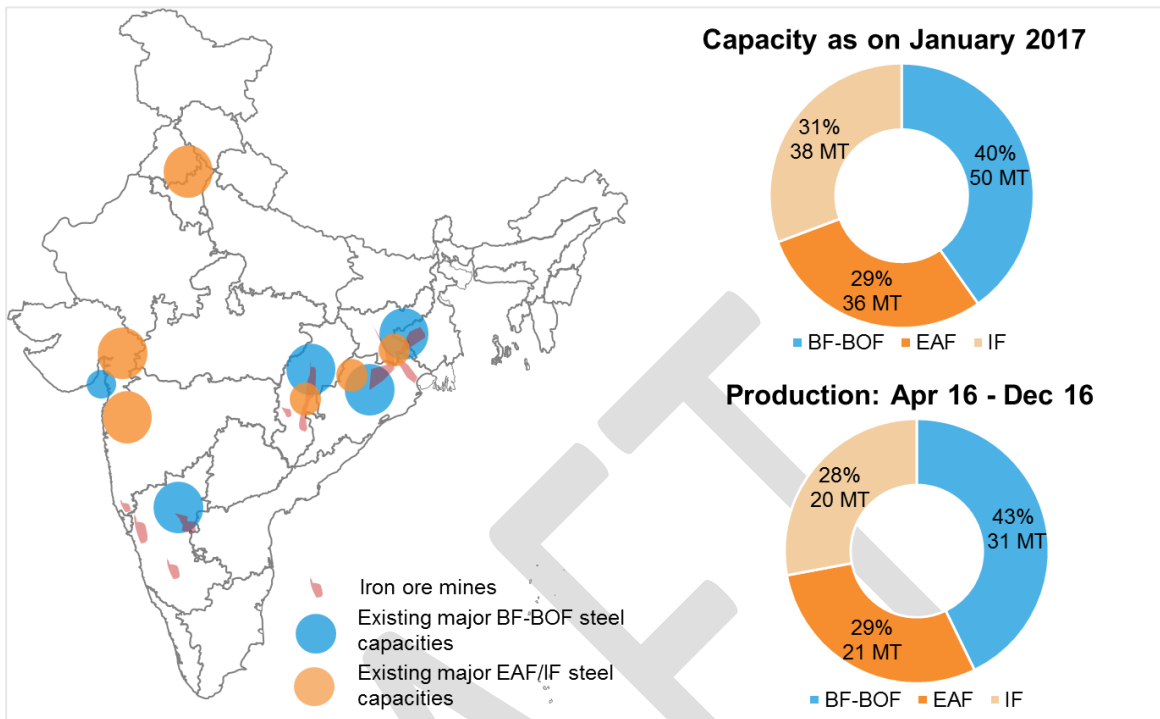 Capacity as on January 2017
31%
38 MT
40%
50 MT
29%
36 MT
BF-BOF EAF IF
Production: Apr 16 - Dec 16
28%
20 MT
43%
31 MT
29%
21 MT
BF-BOF EAF IF
Iron ore mines
Existing major BF-BOF steel
capacities
Existing major EAF/IF steel
capacities